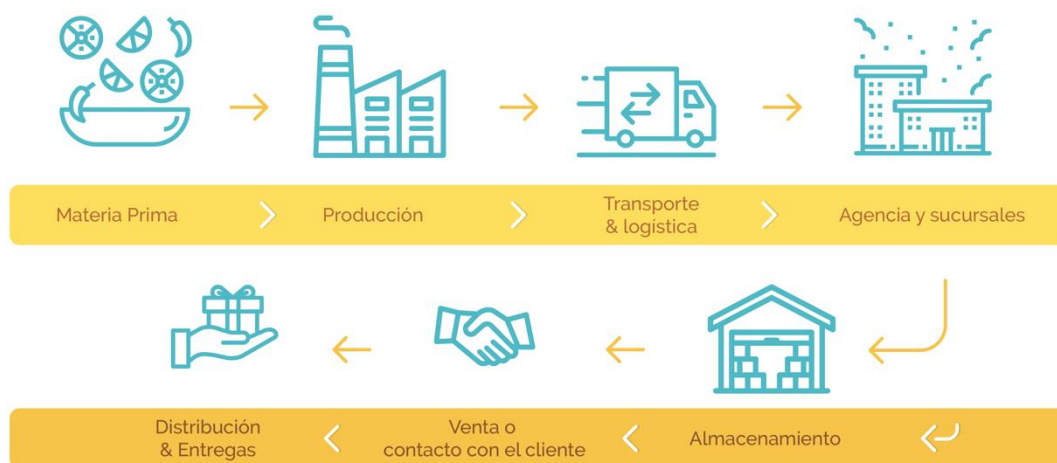 Materia Prima
Producción
Transporte
& logística
Agencia y sucursales
Distribución
& Entregas
Venta o
contacto con el cliente
Almacenamiento